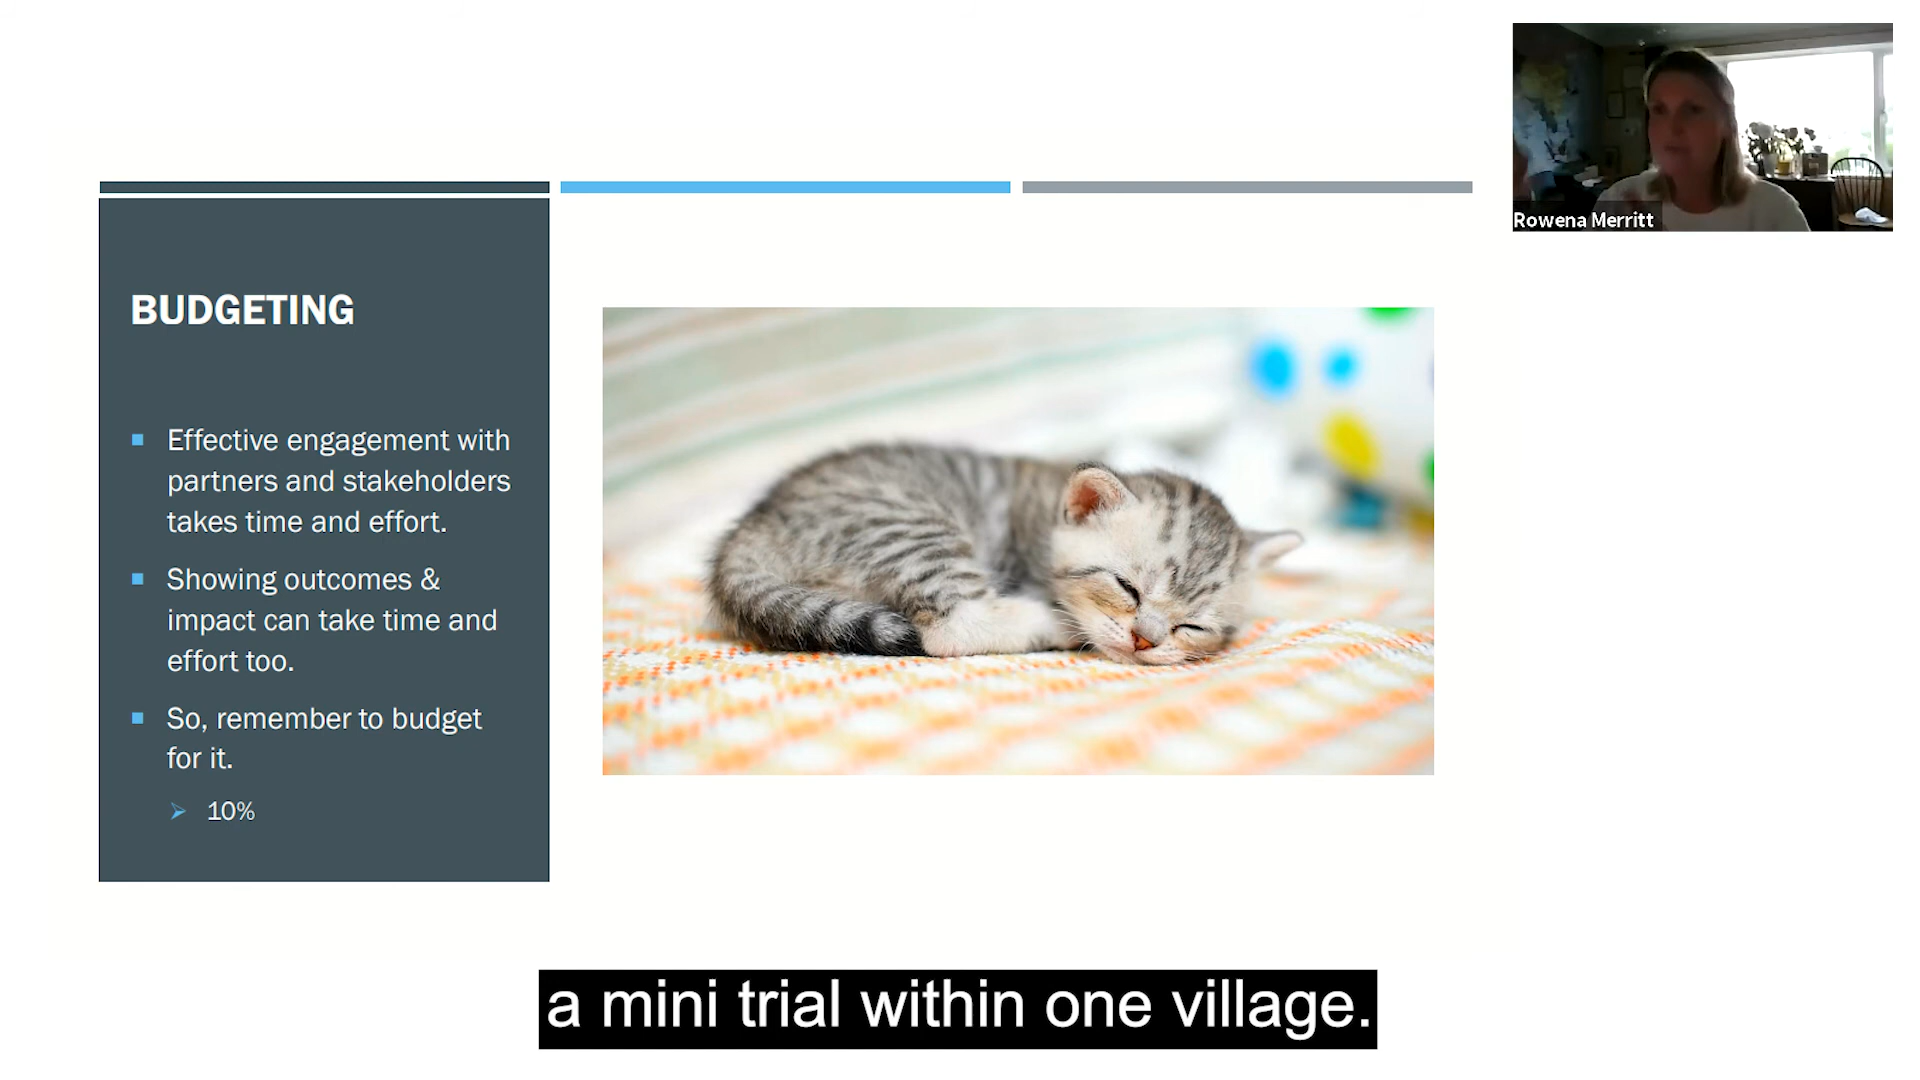 Rowena Merritt
BUDGETING
Effective engagement with
partners and stakeholders
takes time and effort.
Showing outcomes &
impact can take time and
effort too.
So, remember to budget
for it.
10%
a mini trial within one village.